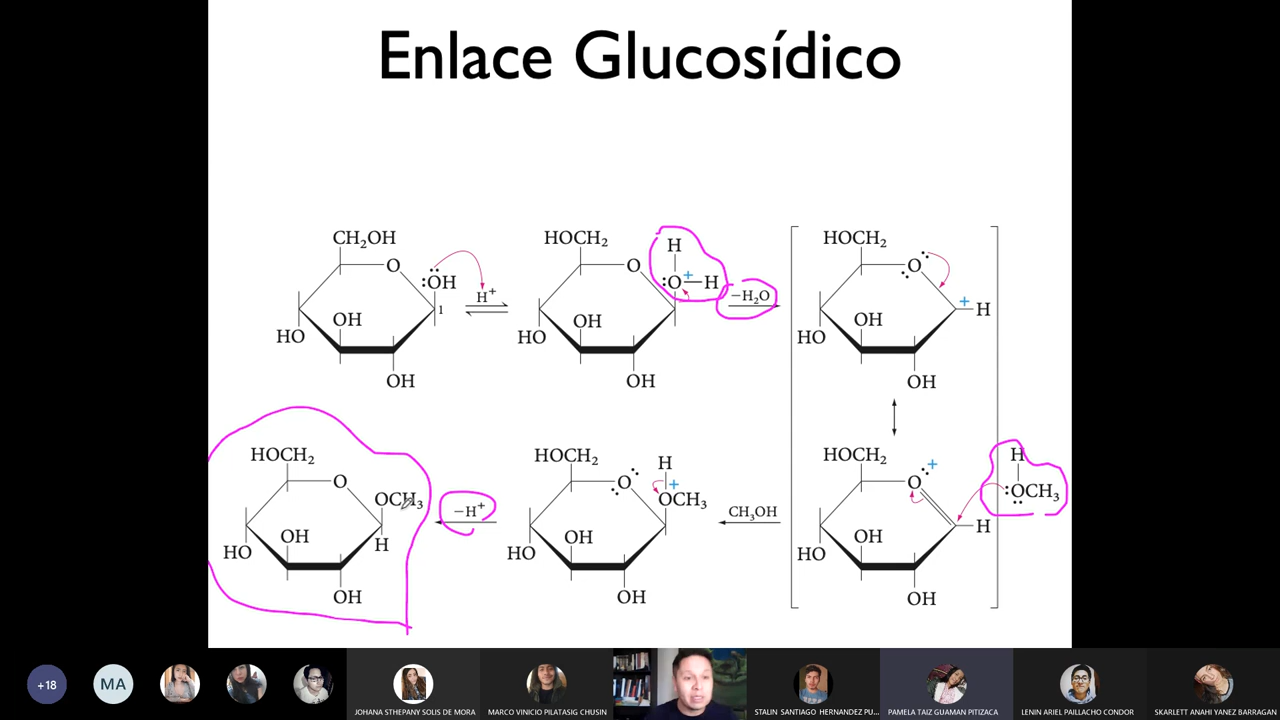 Enlace Glucosídico
CH₂OH
O
:OH
1
HO
OH
OH
H⁺
HOCH₂
O
H
:O⁺—H
HO
OH
OH
−H₂O
HOCH₂
O
+
H
HO
OH
OH
HOCH₂
O
OCH₃
H
HO
OH
OH
−H⁺
HOCH₂
O
H
+
OCH₃
HO
OH
OH
CH₃OH
HOCH₂
O
+
H
HO
OH
OH
H
:OCH₃
+18
MA
JOHANA STHEPANY SOLIS DE MORA
MARCO VINICIO PILATASIG CHUSIN
STALIN SANTIAGO HERNANDEZ PU...
PAMELA TAIZ GUAMAN PITIZACA
LENIN ARIEL PAILLACHO CONDOR
SKARLETT ANAHI YANEZ BARRAGAN